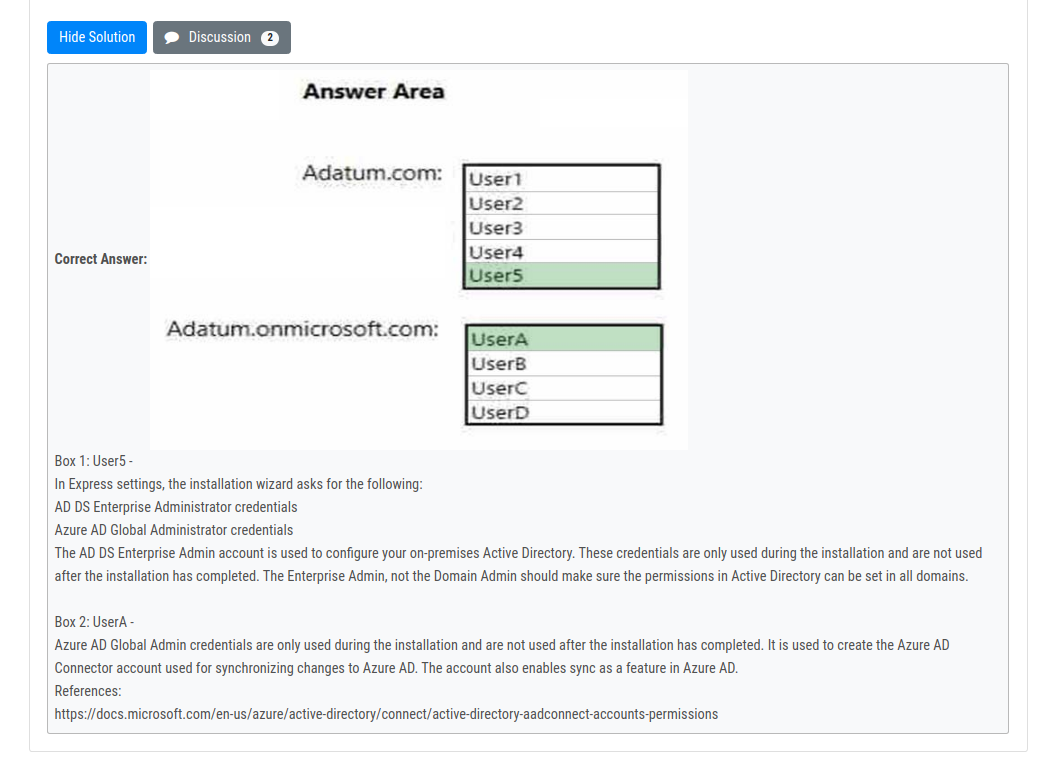 Hide Solution
Discussion 2
Answer Area
Adatum.com:
User1
User2
User3
User4
User5
Correct Answer:
Adatum.onmicrosoft.com:
UserA
UserB
UserC
UserD
Box 1: User5 -
In Express settings, the installation wizard asks for the following:
AD DS Enterprise Administrator credentials
Azure AD Global Administrator credentials
The AD DS Enterprise Admin account is used to configure your on-premises Active Directory. These credentials are only used during the installation and are not used
after the installation has completed. The Enterprise Admin, not the Domain Admin should make sure the permissions in Active Directory can be set in all domains.
Box 2: UserA -
Azure AD Global Admin credentials are only used during the installation and are not used after the installation has completed. It is used to create the Azure AD
Connector account used for synchronizing changes to Azure AD. The account also enables sync as a feature in Azure AD.
References:
https://docs.microsoft.com/en-us/azure/active-directory/connect/active-directory-aadconnect-accounts-permissions